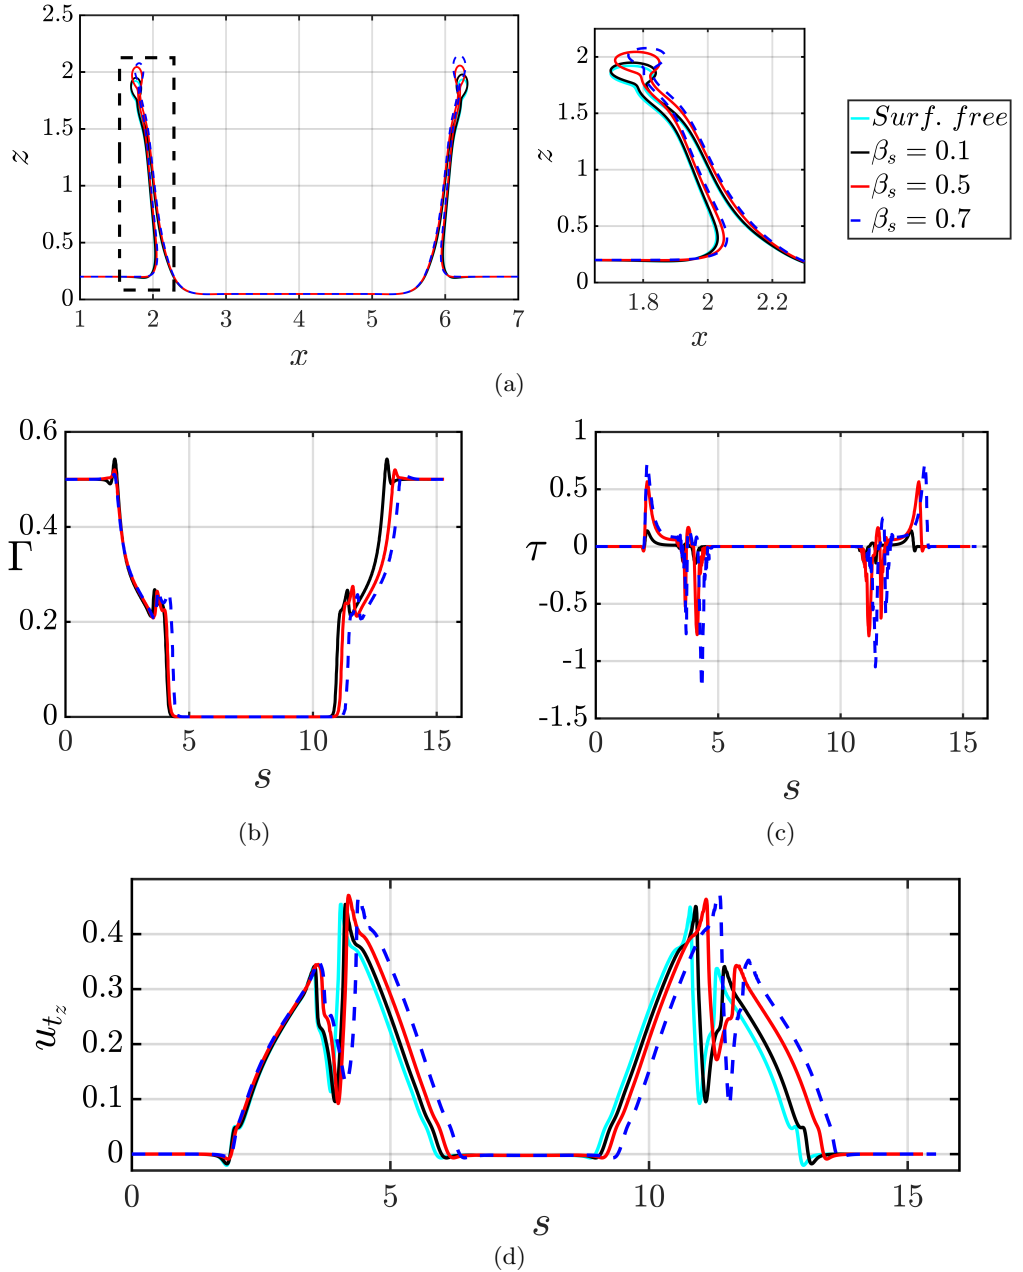 2.5
2
1.5
1
0.5
0
z
1 2 3 4 5 6 7
x
2
1.5
1
0.5
0
z
1.8 2 2.2
x
Surf. free
βs = 0.1
βs = 0.5
βs = 0.7
(a)
0.6
0.4
0.2
0
Γ
0 5 10 15
s
(b)
1
0.5
0
-0.5
-1
-1.5
τ
0 5 10 15
s
(c)
0.4
0.3
0.2
0.1
0
u_{t_z}
0 5 10 15
s
(d)